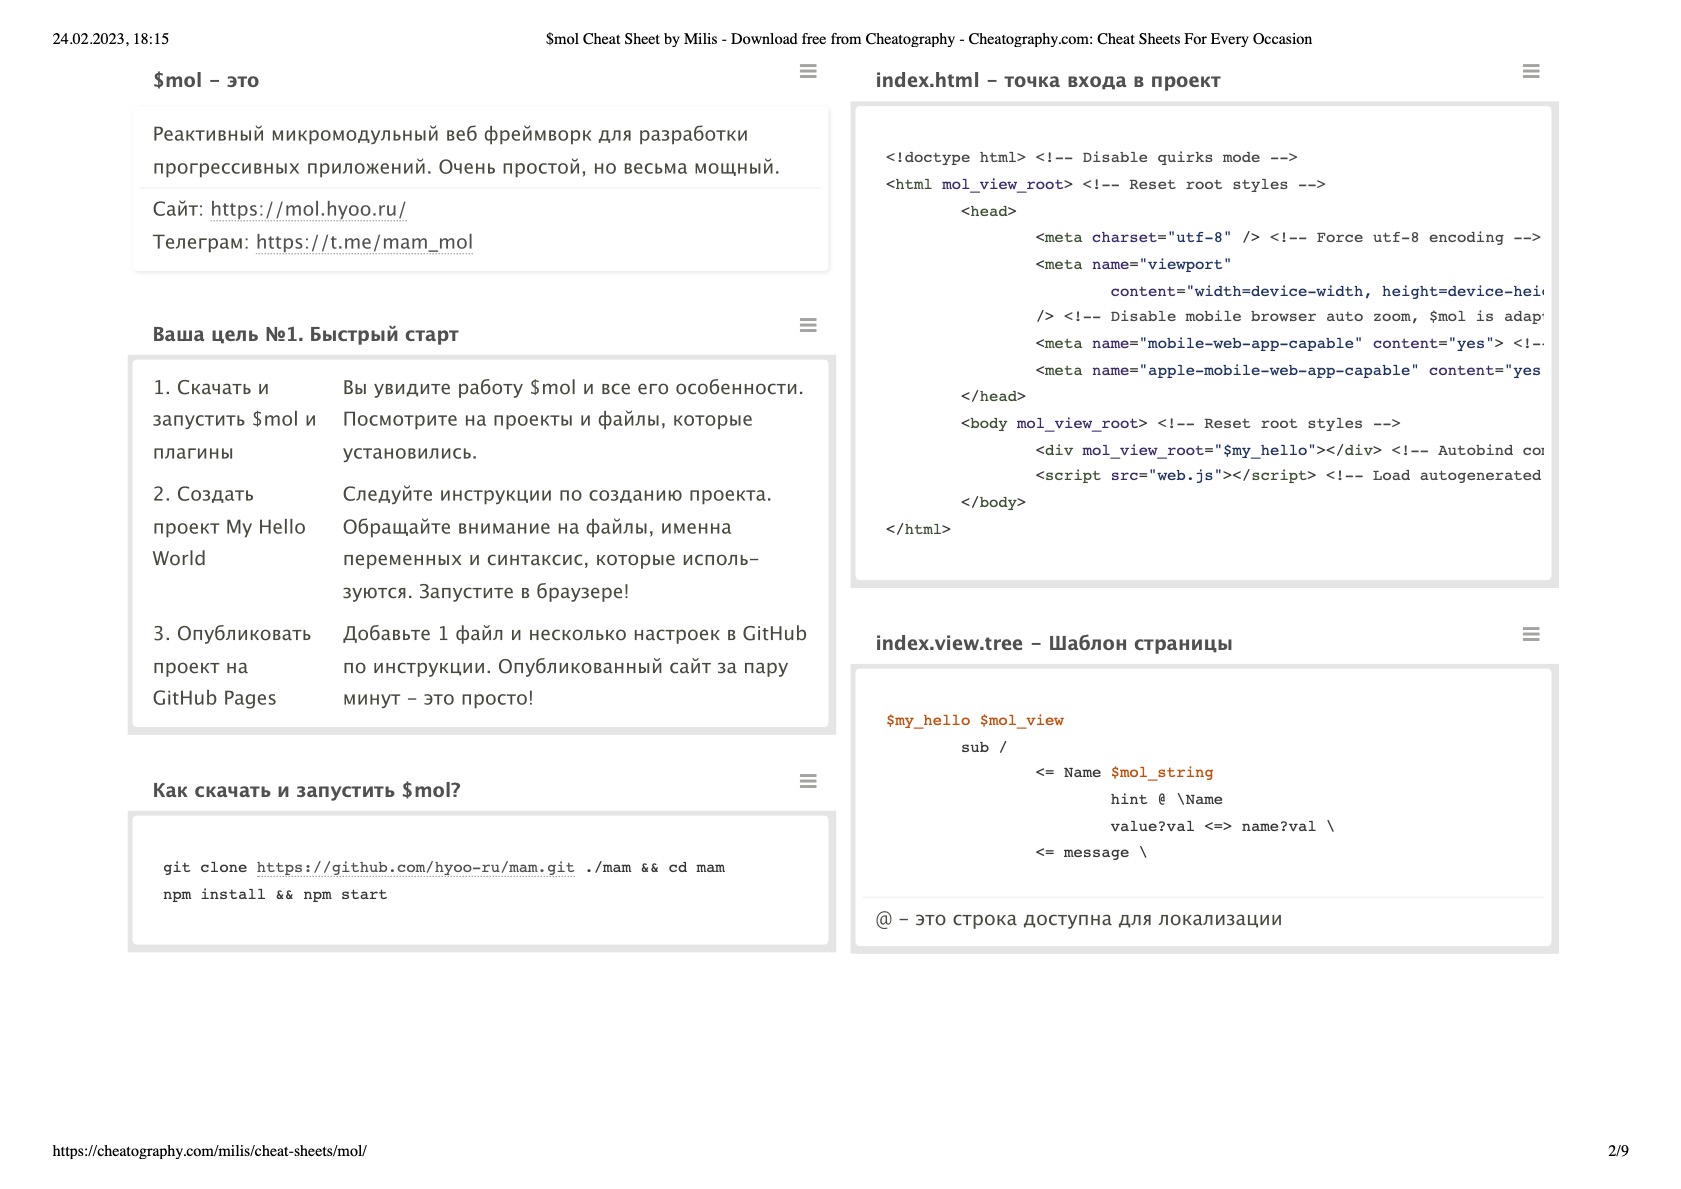 24.02.2023, 18:15
$mol Cheat Sheet by Milis - Download free from Cheatography - Cheatography.com: Cheat Sheets For Every Occasion
$mol - это
Реактивный микромодульный веб фреймворк для разработки
прогрессивных приложений. Очень простой, но весьма мощный.
Сайт: https://mol.hyoo.ru/
Телеграм: https://t.me/mam_mol
Ваша цель №1. Быстрый старт
1. Скачать и
запустить $mol и
плагины
Вы увидите работу $mol и все его особенности.
Посмотрите на проекты и файлы, которые
установились.
2. Создать
проект My Hello
World
Следуйте инструкции по созданию проекта.
Обращайте внимание на файлы, именна
переменных и синтаксис, которые исполь-
зуются. Запустите в браузере!
3. Опубликовать
проект на
GitHub Pages
Добавьте 1 файл и несколько настроек в GitHub
по инструкции. Опубликованный сайт за пару
минут - это просто!
Как скачать и запустить $mol?
git clone https://github.com/hyoo-ru/mam.git ./mam && cd mam
npm install && npm start
index.html - точка входа в проект
<!doctype html> <!-- Disable quirks mode -->
<html mol_view_root> <!-- Reset root styles -->
<head>
<meta charset="utf-8" /> <!-- Force utf-8 encoding -->
<meta name="viewport"
content="width=device-width, height=device-hei
/> <!-- Disable mobile browser auto zoom, $mol is adap
<meta name="mobile-web-app-capable" content="yes"> <!-
<meta name="apple-mobile-web-app-capable" content="yes
</head>
<body mol_view_root> <!-- Reset root styles -->
<div mol_view_root="$my_hello"></div> <!-- Autobind co
<script src="web.js"></script> <!-- Load autogenerated
</body>
</html>
index.view.tree - Шаблон страницы
$my_hello $mol_view
sub /
<= Name $mol_string
hint @ \Name
value?val <=> name?val \
<= message \
@ - это строка доступна для локализации
https://cheatography.com/milis/cheat-sheets/mol/
2/9